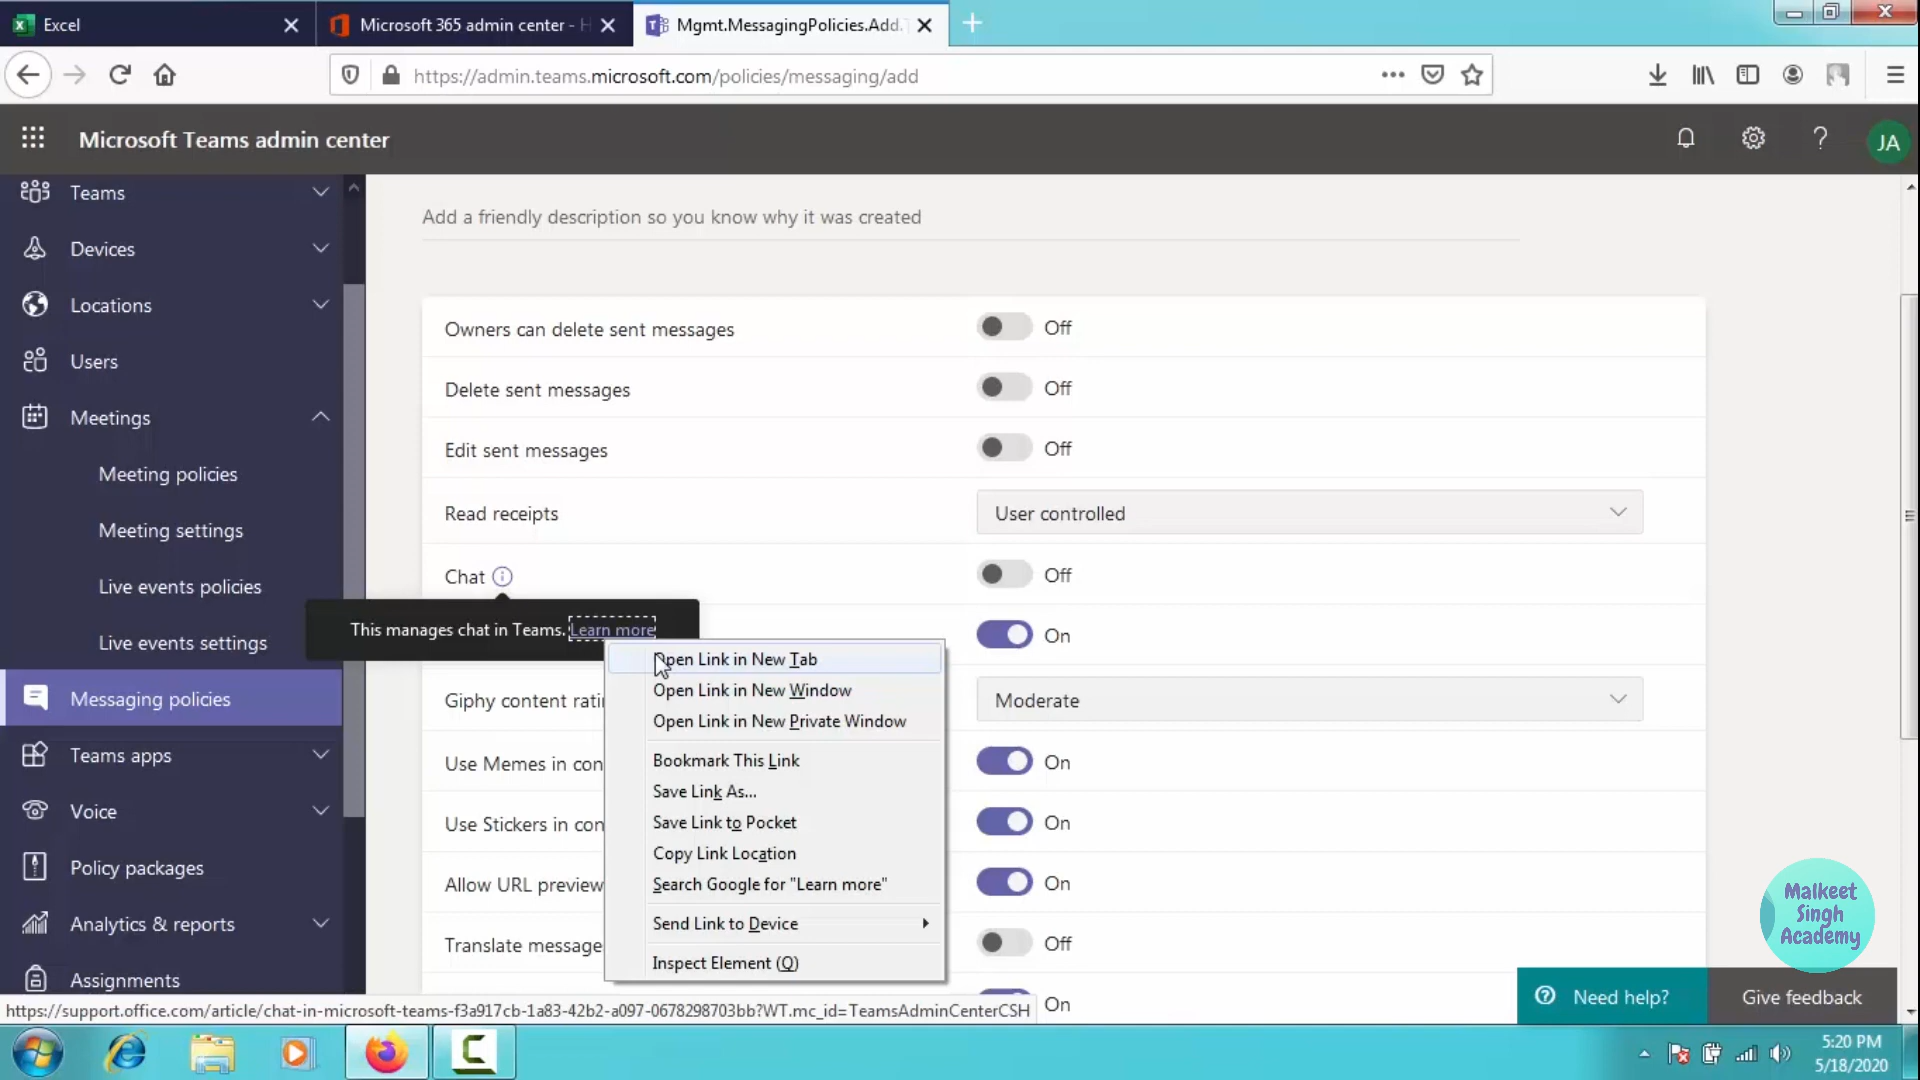 Excel
Microsoft 365 admin center - H
Mgmt.MessagingPolicies.Add.
https://admin.teams.microsoft.com/policies/messaging/add
Microsoft Teams admin center
JA
Teams
Devices
Locations
Users
Meetings
Meeting policies
Meeting settings
Live events policies
Live events settings
Messaging policies
Teams apps
Voice
Policy packages
Analytics & reports
Assignments
Add a friendly description so you know why it was created
Owners can delete sent messages Off
Delete sent messages Off
Edit sent messages Off
Read receipts User controlled
Chat Off
This manages chat in Teams. Learn more
On
Giphy content ratin Moderate
Use Memes in con On
Use Stickers in con On
Allow URL preview On
Translate message Off
On
Open Link in New Tab
Open Link in New Window
Open Link in New Private Window
Bookmark This Link
Save Link As...
Save Link to Pocket
Copy Link Location
Search Google for "Learn more"
Send Link to Device
Inspect Element (Q)
Malkeet
Singh
Academy
Need help?
Give feedback
https://support.office.com/article/chat-in-microsoft-teams-f3a917cb-1a83-42b2-a097-0678298703bb?WT.mc_id=TeamsAdminCenterCSH
5:20 PM
5/18/2020